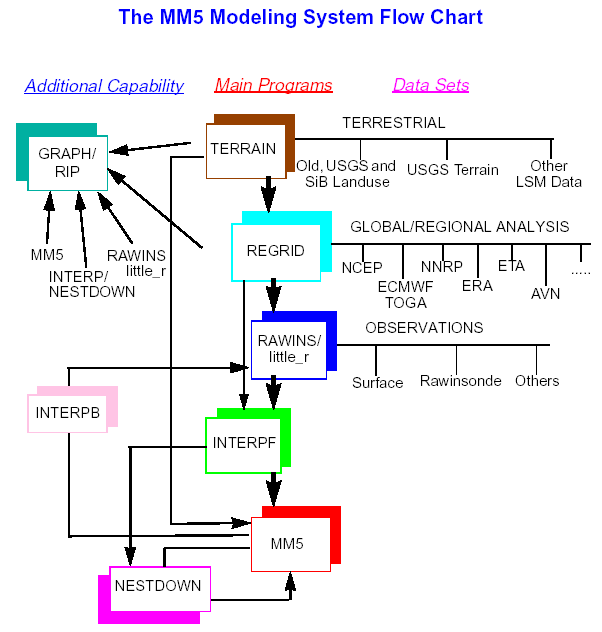 The MM5 Modeling System Flow Chart
Additional Capability
Main Programs
Data Sets
TERRESTRIAL
GRAPH/
RIP
TERRAIN
Old, USGS and
SiB Landuse
USGS Terrain
Other
LSM Data
MM5
INTERP/
NESTDOWN
RAWINS
little_r
REGRID
GLOBAL/REGIONAL ANALYSIS
NCEP
ECMWF
TOGA
NNRP
ERA
ETA
AVN
.....
RAWINS/
little_r
OBSERVATIONS
Surface
Rawinsonde
Others
INTERPB
INTERPF
MM5
NESTDOWN